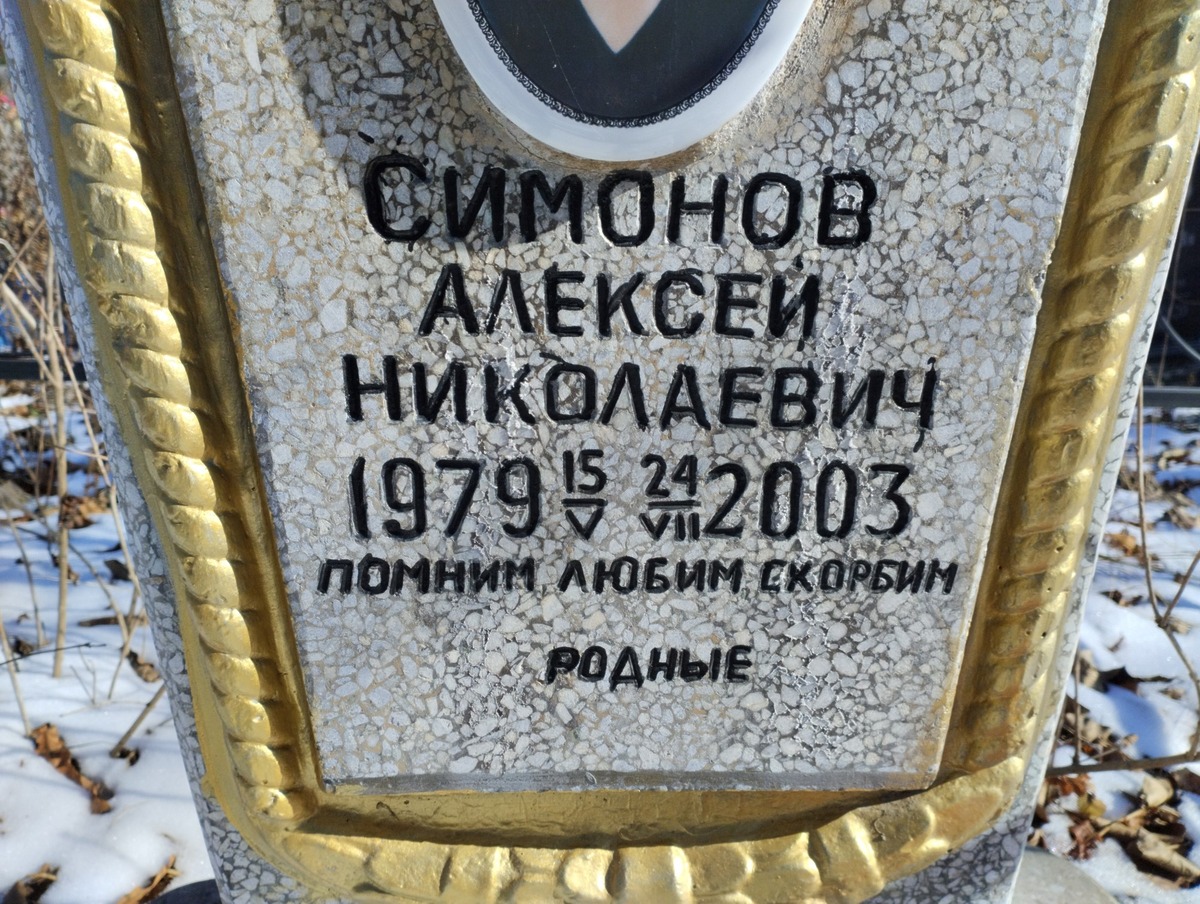 СИМОНОВ
АЛЕКСЕЙ
НИКОЛАЕВИЧ
1979 15/V 24/VII 2003
ПОМНИМ, ЛЮБИМ, СКОРБИМ
РОДНЫЕ